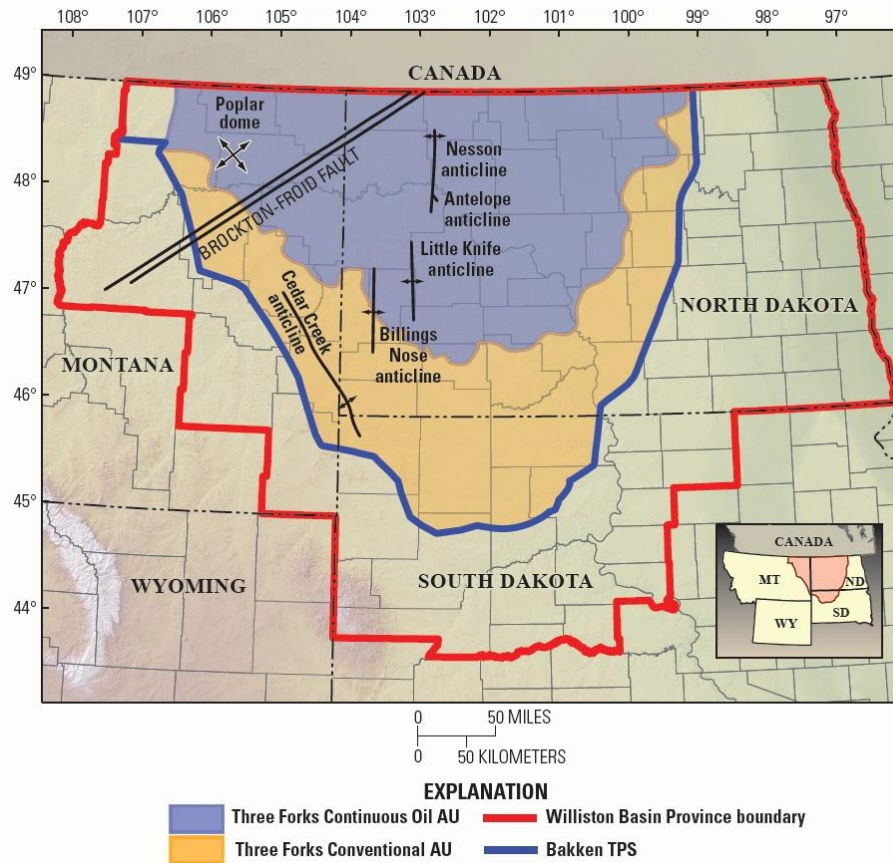 108° 107° 106° 105° 104° 103° 102° 101° 100° 99° 98° 97°
49°
48°
47°
46°
45°
44°
CANADA
Poplar
dome
BROCKTON-FROID FAULT
Nesson
anticline
Antelope
anticline
Little Knife
anticline
Cedar Creek
anticline
Billings
Nose
anticline
NORTH DAKOTA
MONTANA
WYOMING
SOUTH DAKOTA
CANADA
MT
ND
SD
WY
0 50 MILES
0 50 KILOMETERS
EXPLANATION
Three Forks Continuous Oil AU
Williston Basin Province boundary
Three Forks Conventional AU
Bakken TPS